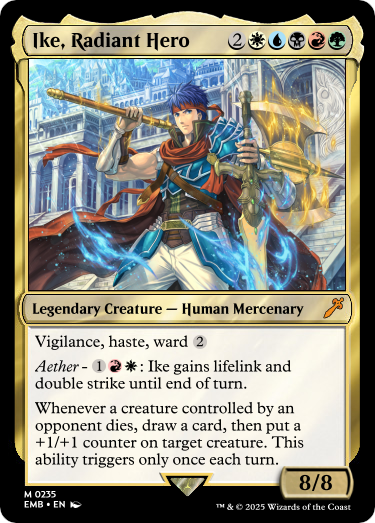 Ike, Radiant Hero 2
Legendary Creature — Human Mercenary
Vigilance, haste, ward 2
Aether - 1: Ike gains lifelink and
double strike until end of turn.
Whenever a creature controlled by an
opponent dies, draw a card, then put a
+1/+1 counter on target creature. This
ability triggers only once each turn.
8/8
M 0235
EMB • EN
™ & © 2025 Wizards of the Coast